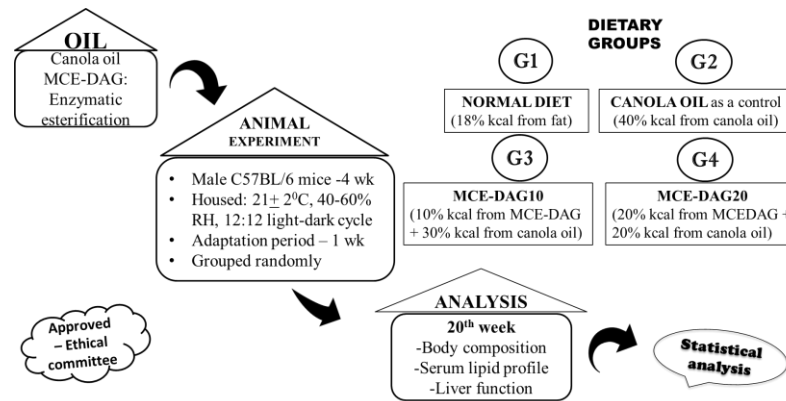 OIL
Canola oil
MCE-DAG:
Enzymatic
esterification
ANIMAL
EXPERIMENT
• Male C57BL/6 mice -4 wk
• Housed: 21± 2⁰C, 40-60%
RH, 12:12 light-dark cycle
• Adaptation period – 1 wk
• Grouped randomly
DIETARY
GROUPS
G1
NORMAL DIET
(18% kcal from fat)
G2
CANOLA OIL as a control
(40% kcal from canola oil)
G3
MCE-DAG10
(10% kcal from MCE-DAG
+ 30% kcal from canola oil)
G4
MCE-DAG20
(20% kcal from MCEDAG +
20% kcal from canola oil)
ANALYSIS
20th week
-Body composition
-Serum lipid profile
-Liver function
Approved
– Ethical
committee
Statistical
analysis